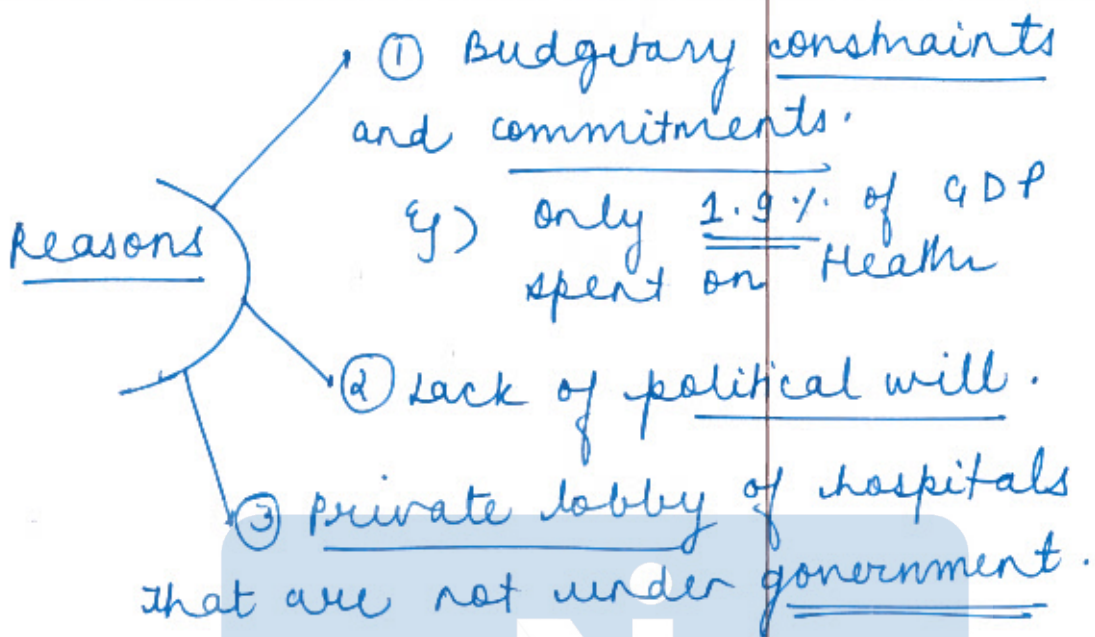 ① Budgetary constraints
and commitments.
Eg) only 1.9% of GDP
spent on Heath
Reasons
② Lack of political will.
③ Private lobby of hospitals
that are not under government.